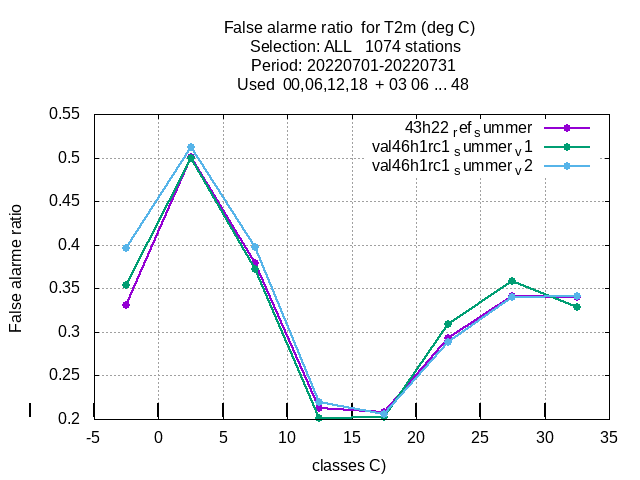 False alarme ratio  for T2m (deg C)
Selection: ALL   1074 stations
Period: 20220701-20220731
Used  00,06,12,18  + 03 06 ... 48
0.55
43h22 ref summer
val46h1rc1 summer v1
val46h1rc1 summer v2
0.5
0.45
0.4
0.35
0.3
0.25
0.2
False alarme ratio
-5 0 5 10 15 20 25 30 35
classes C)